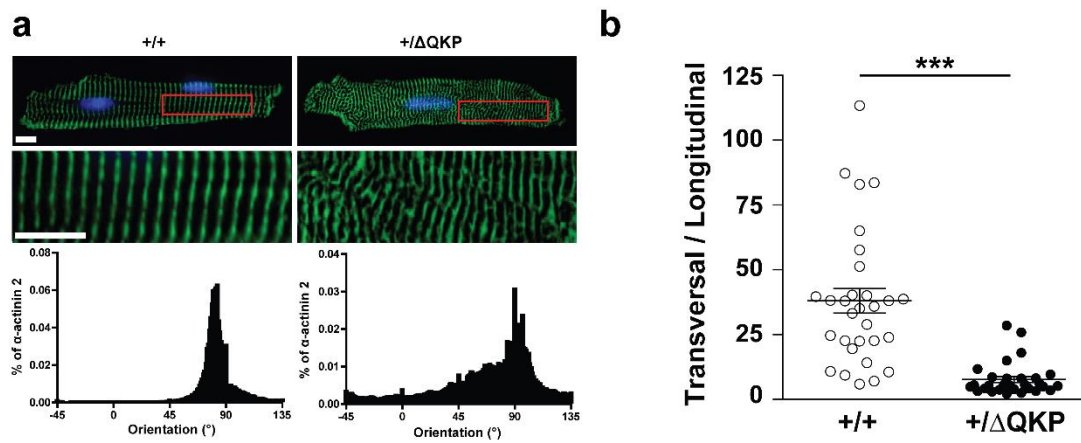 a
+/+
+/ΔQKP
% of α-actinin 2
0.08
0.06
0.04
0.02
0.00
-45 0 45 90 135
Orientation (°)
% of α-actinin 2
0.04
0.03
0.02
0.01
0.00
-45 0 45 90 135
Orientation (°)
b
Transversal / Longitudinal
125
100
75
50
25
0
***
+/+ +/ΔQKP